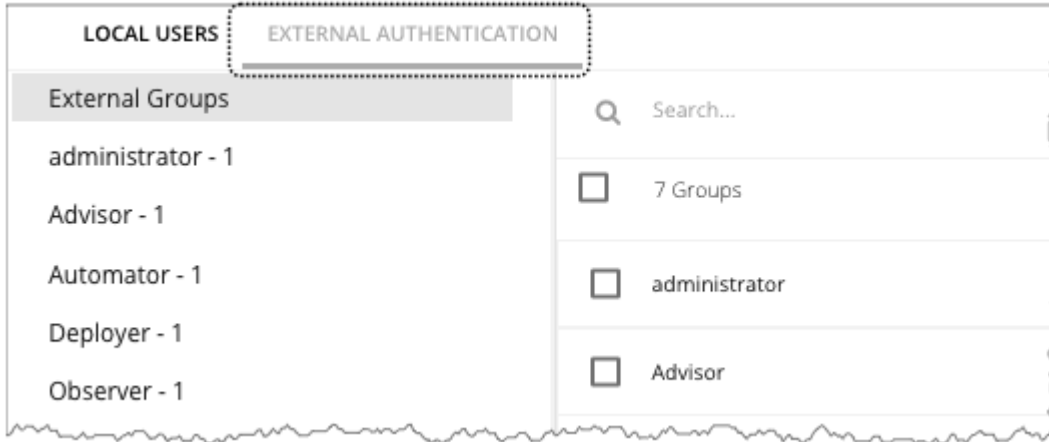 LOCAL USERS
EXTERNAL AUTHENTICATION
External Groups
administrator - 1
Advisor - 1
Automator - 1
Deployer - 1
Observer - 1
Search...
7 Groups
administrator
Advisor